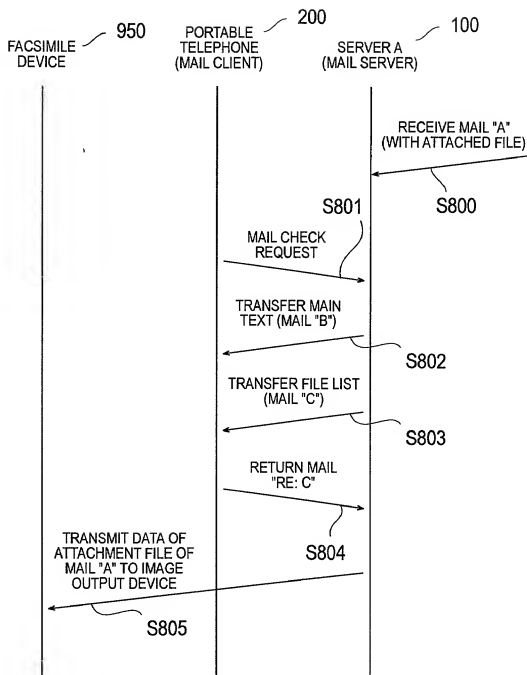 FACSIMILE
DEVICE
950
PORTABLE
TELEPHONE
(MAIL CLIENT)
200
SERVER A
(MAIL SERVER)
100
RECEIVE MAIL "A"
(WITH ATTACHED FILE)
S800
S801
MAIL CHECK
REQUEST
TRANSFER MAIN
TEXT (MAIL "B")
S802
TRANSFER FILE LIST
(MAIL "C")
S803
RETURN MAIL
"RE: C"
S804
TRANSMIT DATA OF
ATTACHMENT FILE OF
MAIL "A" TO IMAGE
OUTPUT DEVICE
S805